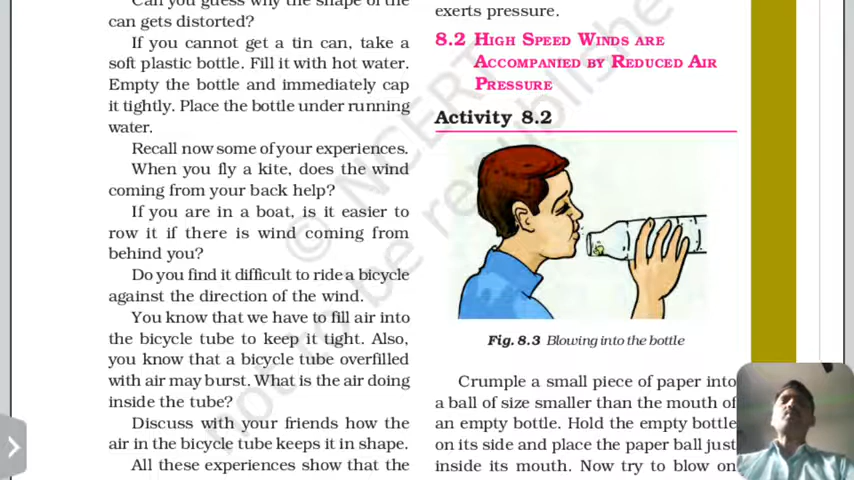 Can you guess why the shape of the
can gets distorted?
If you cannot get a tin can, take a
soft plastic bottle. Fill it with hot water.
Empty the bottle and immediately cap
it tightly. Place the bottle under running
water.
Recall now some of your experiences.
When you fly a kite, does the wind
coming from your back help?
If you are in a boat, is it easier to
row it if there is wind coming from
behind you?
Do you find it difficult to ride a bicycle
against the direction of the wind.
You know that we have to fill air into
the bicycle tube to keep it tight. Also,
you know that a bicycle tube overfilled
with air may burst. What is the air doing
inside the tube?
Discuss with your friends how the
air in the bicycle tube keeps it in shape.
All these experiences show that the
exerts pressure.
8.2 HIGH SPEED WINDS ARE
ACCOMPANIED BY REDUCED AIR
PRESSURE
Activity 8.2
Fig. 8.3 Blowing into the bottle
Crumple a small piece of paper into
a ball of size smaller than the mouth of
an empty bottle. Hold the empty bottle
on its side and place the paper ball just
inside its mouth. Now try to blow on
© NCERT
not to be republished